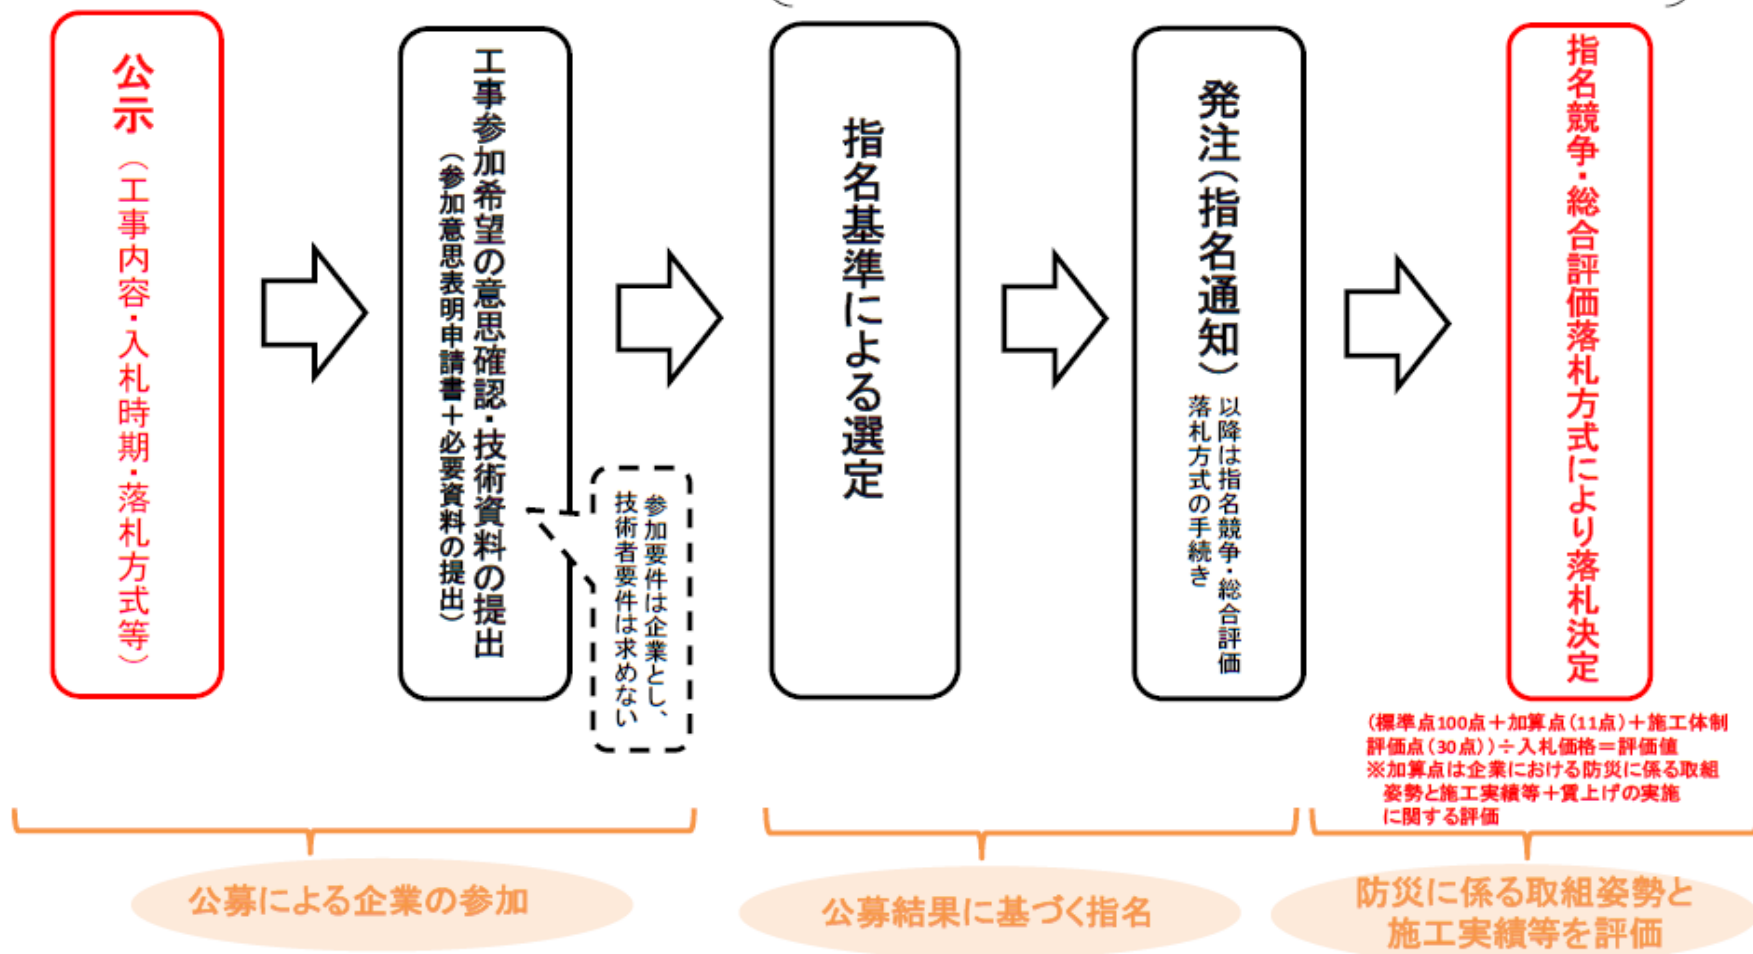 公示(工事内容・入札時期・落札方式等)
工事参加希望の意思確認・技術資料の提出
(参加意思表明申請書＋必要資料の提出)
参加要件は企業とし、
技術者要件は求めない
指名基準による選定
発注(指名通知)
以降は指名競争・総合評価
落札方式の手続き
指名競争・総合評価落札方式により落札決定
(標準点100点＋加算点(11点)＋施工体制
評価点(30点))÷入札価格＝評価値
※加算点は企業における防災に係る取組
姿勢と施工実績等＋賃上げの実施
に関する評価
公募による企業の参加
公募結果に基づく指名
防災に係る取組姿勢と
施工実績等を評価